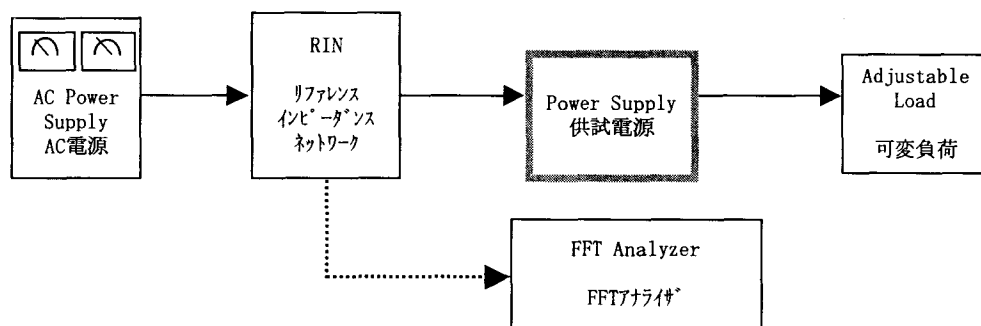 AC Power
Supply
AC電源
RIN
リファレンス
インピーダンス
ネットワーク
Power Supply
供試電源
Adjustable
Load
可変負荷
FFT Analyzer
FFTアナライザ